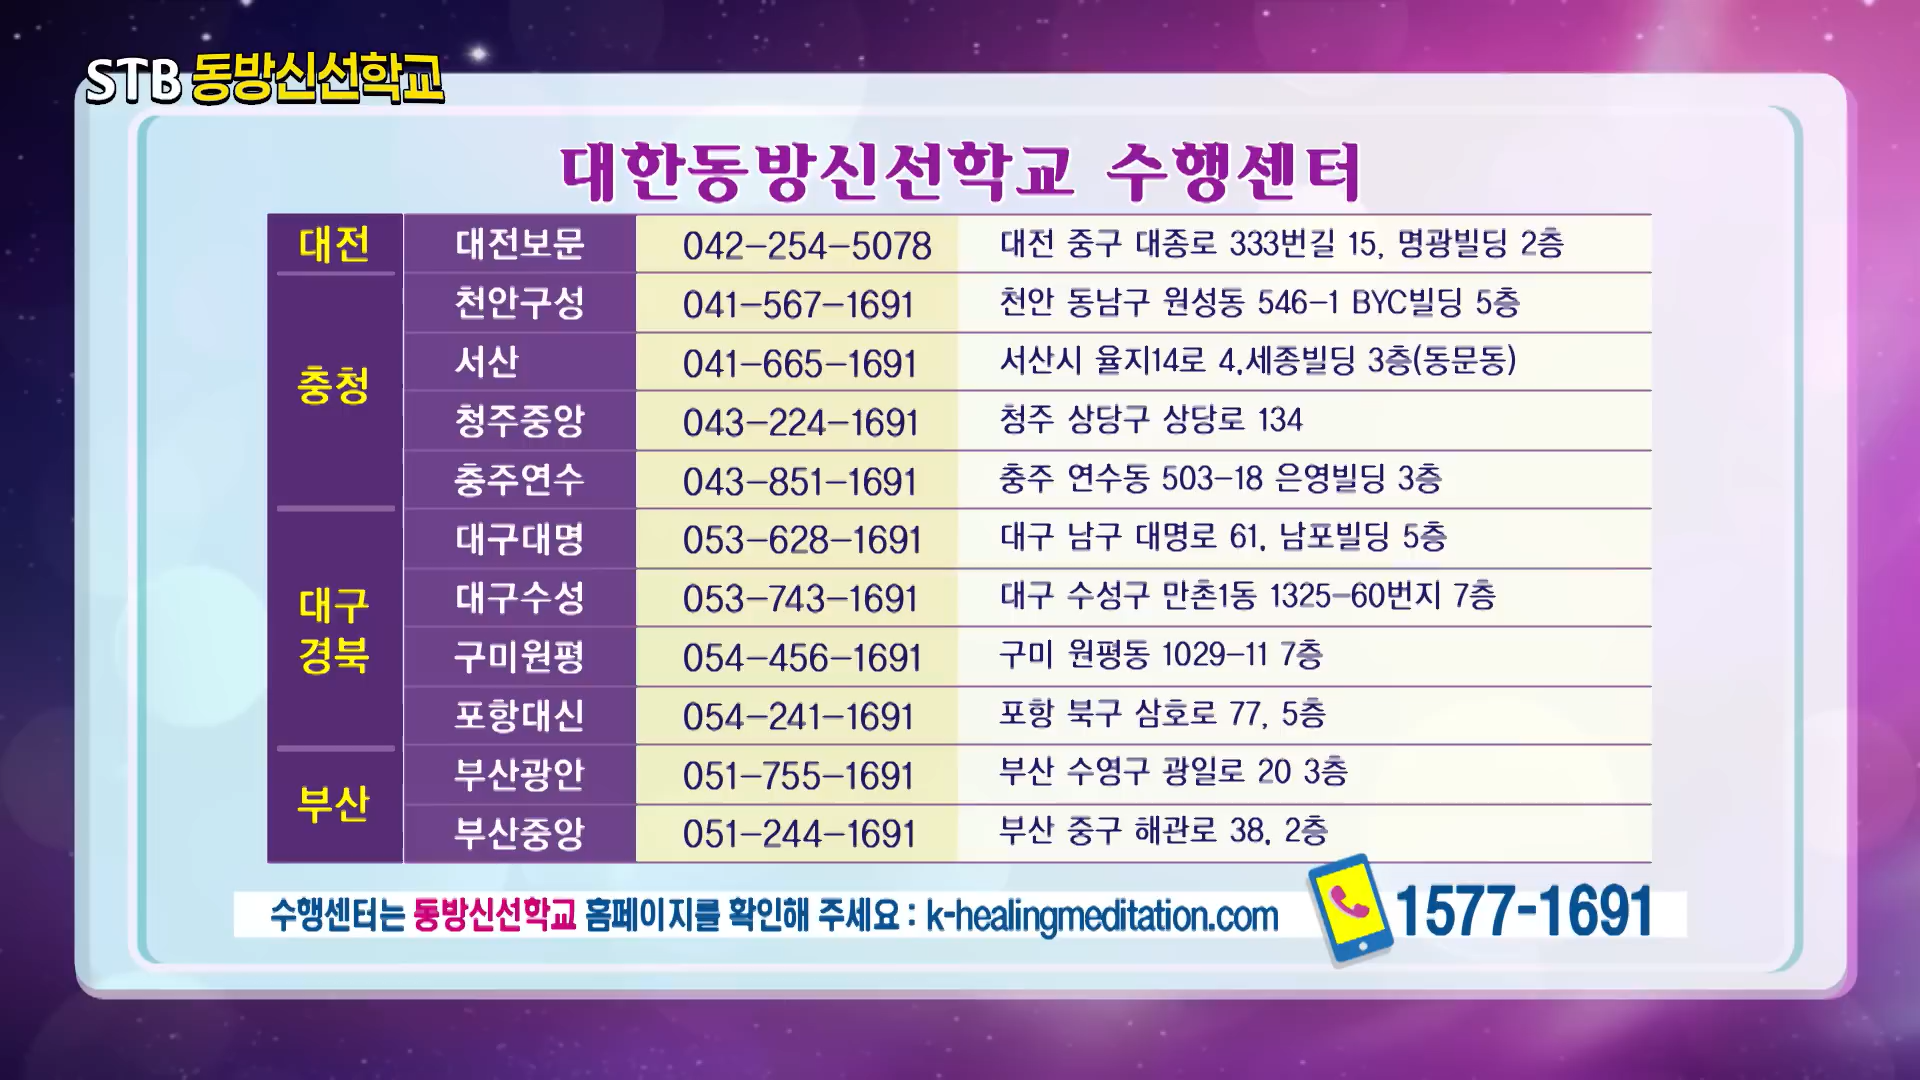 STB 동방신선학교
대한동방신선학교 수행센터
대전 대전보문 042-254-5078 대전 중구 대종로 333번길 15, 명광빌딩 2층
충청 천안구성 041-567-1691 천안 동남구 원성동 546-1 BYC빌딩 5층
서산 041-665-1691 서산시 율지14로 4,세종빌딩 3층(동문동)
청주중앙 043-224-1691 청주 상당구 상당로 134
충주연수 043-851-1691 충주 연수동 503-18 은영빌딩 3층
대구 경북 대구대명 053-628-1691 대구 남구 대명로 61, 남포빌딩 5층
대구수성 053-743-1691 대구 수성구 만촌1동 1325-60번지 7층
구미원평 054-456-1691 구미 원평동 1029-11 7층
포항대신 054-241-1691 포항 북구 삼호로 77, 5층
부산 부산광안 051-755-1691 부산 수영구 광일로 20 3층
부산중앙 051-244-1691 부산 중구 해관로 38, 2층
수행센터는 동방신선학교 홈페이지를 확인해 주세요 : k-healingmeditation.com 1577-1691